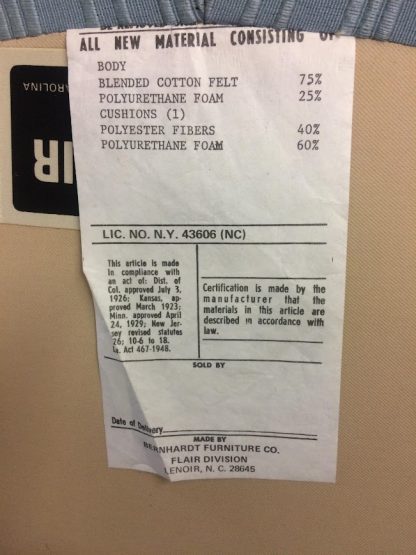 ALL NEW MATERIAL CONSISTING OF
BODY
BLENDED COTTON FELT 75%
POLYURETHANE FOAM 25%
CUSHIONS (1)
POLYESTER FIBERS 40%
POLYURETHANE FOAM 60%
LIC. NO. N.Y. 43606 (NC)
This article is made
in compliance with
an act of: Dist. of
Col. approved July 3,
1926; Kansas, ap-
proved March 1923;
Minn. approved April
24, 1929; New Jer-
sey revised statutes
26; 10-6 to 18.
Act 467-1948.
Certification is made by the
manufacturer that the
materials in this article are
described in accordance with
law.
SOLD BY
Date of Delivery
MADE BY
BERNHARDT FURNITURE CO.
FLAIR DIVISION
LENOIR, N. C. 28645
AROLINA
IR